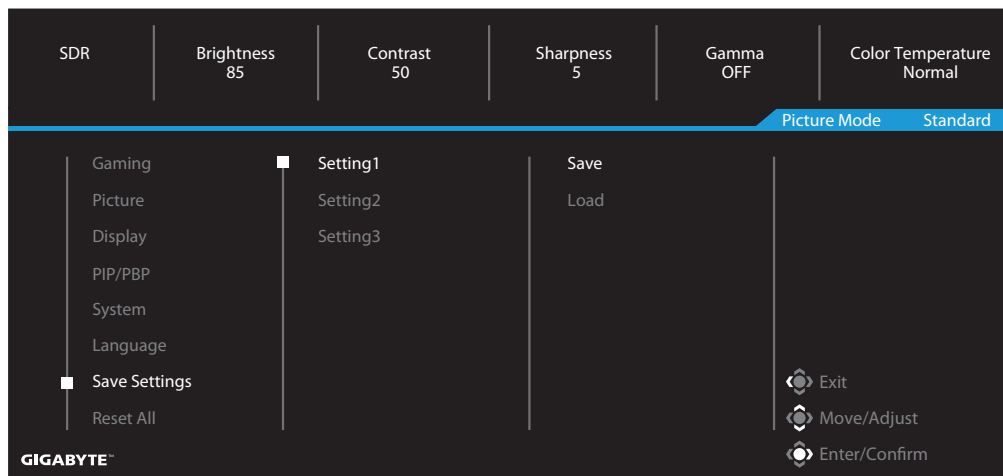 SDR
Brightness
85
Contrast
50
Sharpness
5
Gamma
OFF
Color Temperature
Normal
Picture Mode Standard
Gaming
Picture
Display
PIP/PBP
System
Language
Save Settings
Reset All
Setting1
Setting2
Setting3
Save
Load
Exit
Move/Adjust
Enter/Confirm
GIGABYTE™